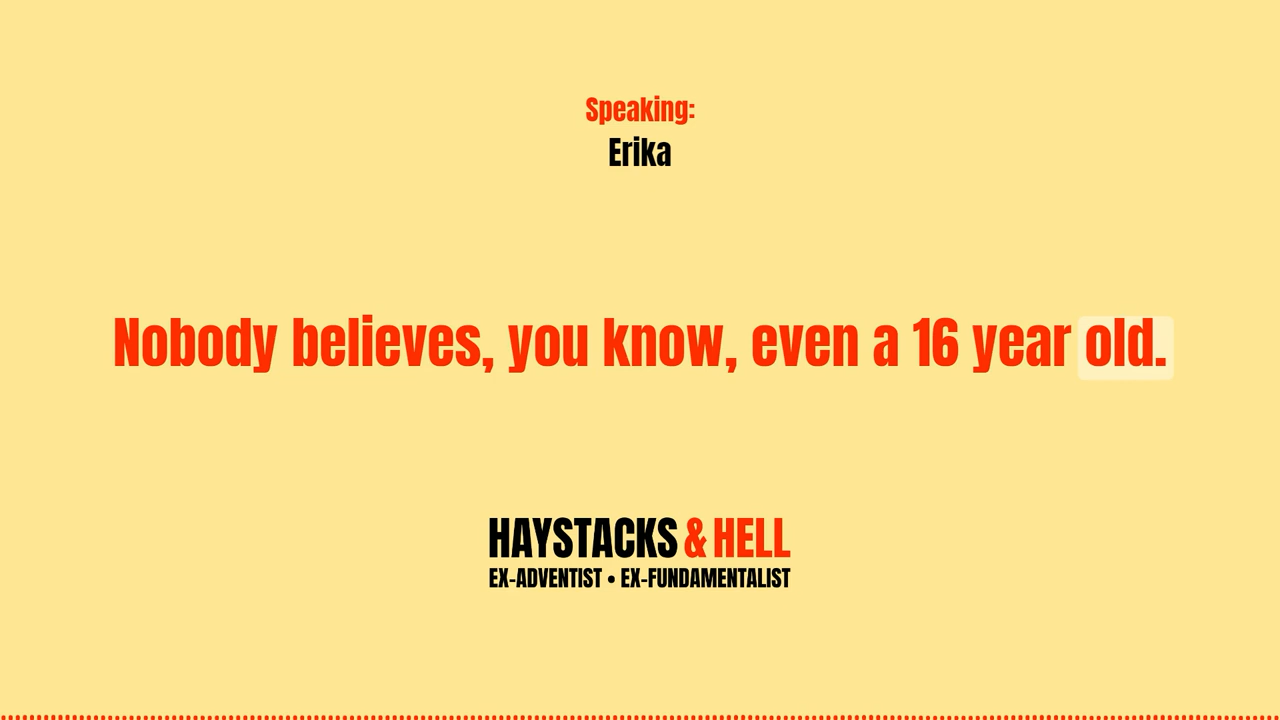 Speaking:
Erika
Nobody believes, you know, even a 16 year old.
HAYSTACKS & HELL
EX-ADVENTIST • EX-FUNDAMENTALIST